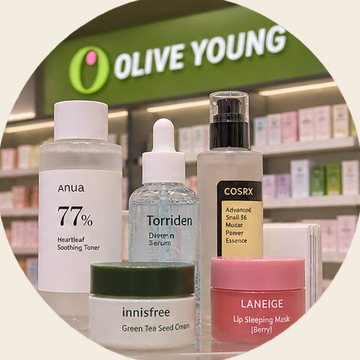 OLIVE YOUNG
ANUA
77%
Heartleaf
Soothing Toner
Torriden
Serum
COSRX
Advanced
Snail 96
Power
Essence
innisfree
Green Tea Seed Cream
LANEIGE
Lip Sleeping Mask
(Berry)